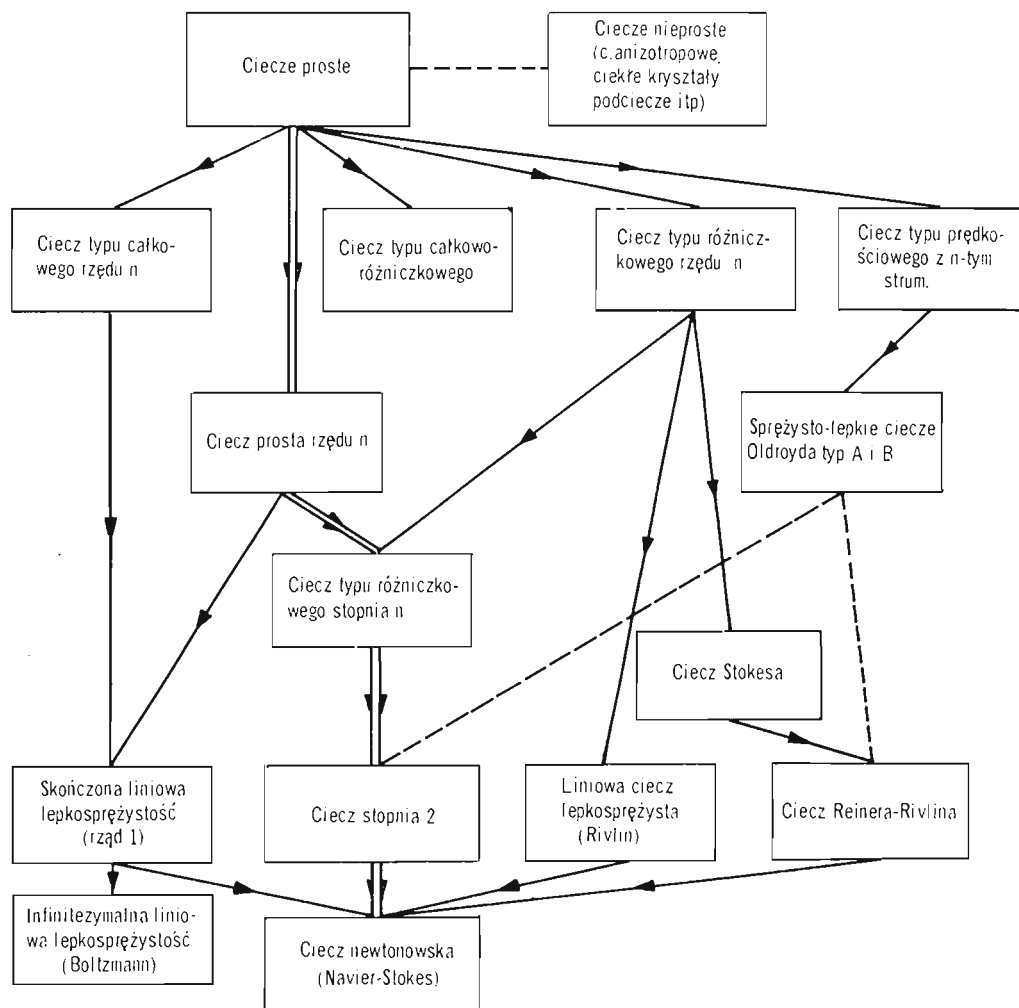 Ciecze proste
Ciecze nieproste
(c.anizotropowe
ciekłe kryształy
podciecze itp)
Ciecz typu całko-
wego rzędu n
Ciecz typu całkowo-
różniczkowego
Ciecz typu różnicz-
kowego rzędu n
Ciecz typu prędko-
ściowego z n-tym
strum.
Ciecz prosta rzędu n
Sprężysto-lepkie ciecze
Oldroyda typ A i B
Ciecz typu różniczko-
wego stopnia n
Ciecz Stokesa
Skończona liniowa
lepkosprężystość
(rząd 1)
Ciecz stopnia 2
Liniowa ciecz
lepkosprężysta
(Rivlin)
Ciecz Reinera-Rivlina
Infinitezymalna linio-
wa lepkosprężystość
(Boltzmann)
Ciecz newtonowska
(Navier-Stokes)